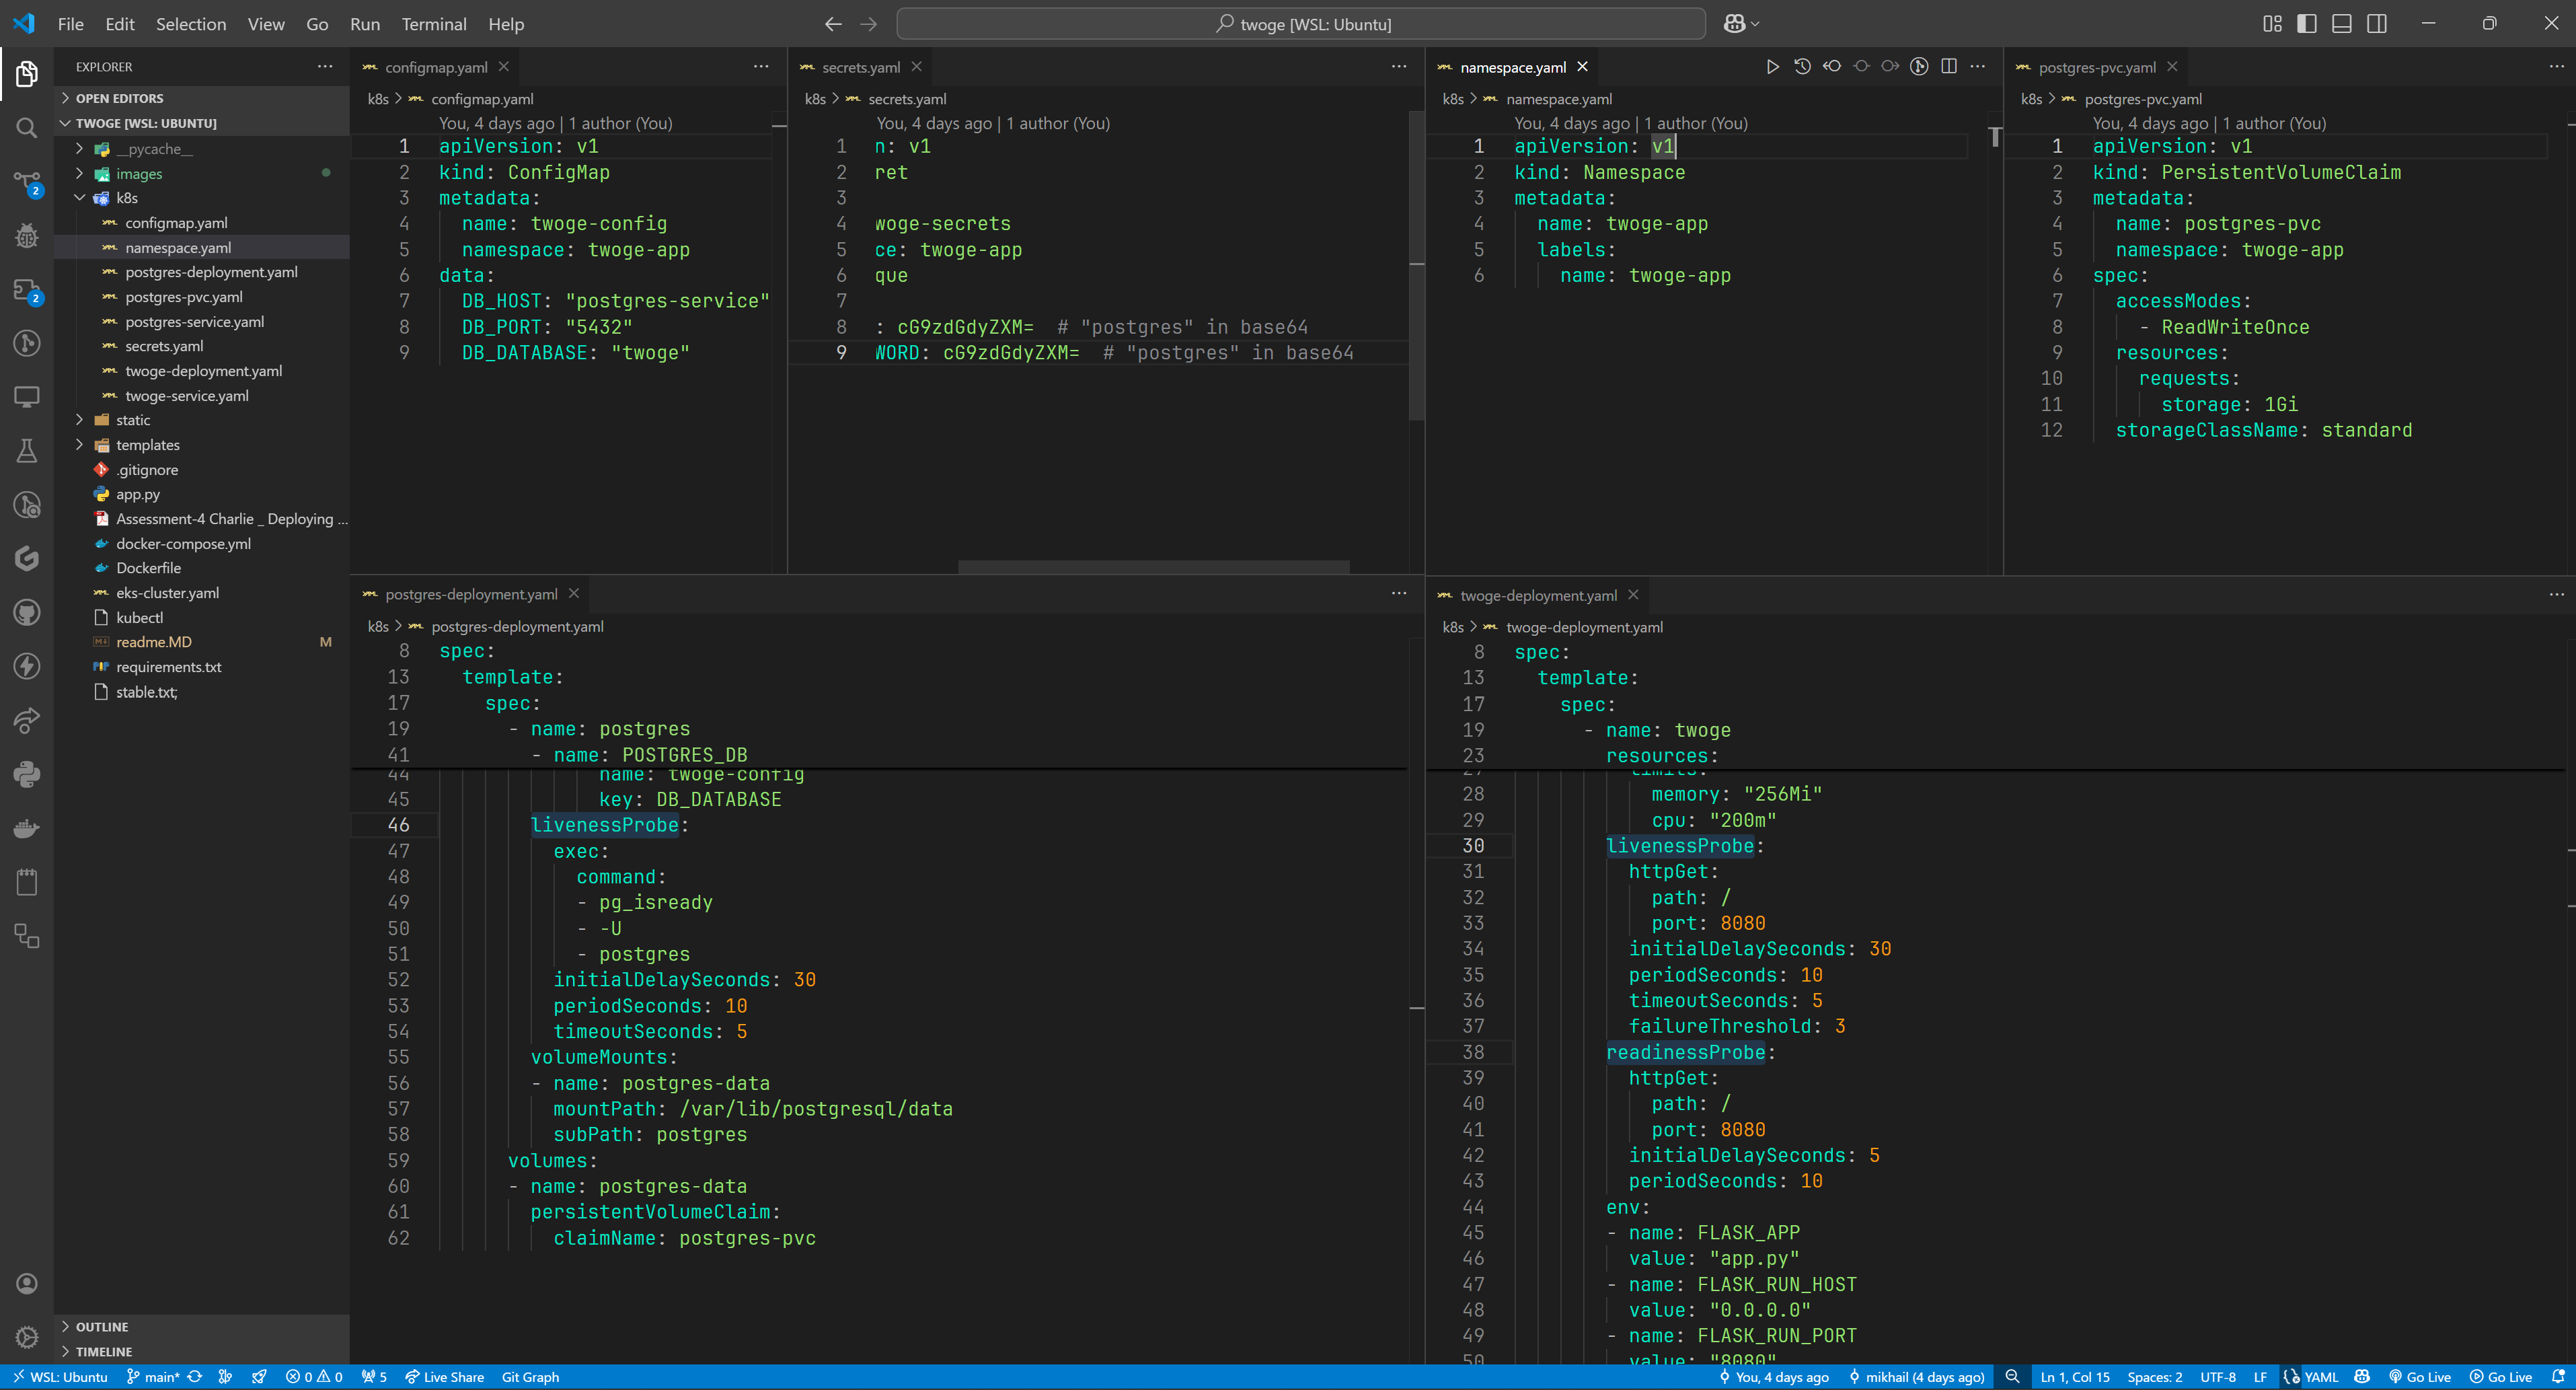 File Edit Selection View Go Run Terminal Help
twoge [WSL: Ubuntu]
EXPLORER
OPEN EDITORS
TWOGE [WSL: UBUNTU]
__pycache__
images
k8s
configmap.yaml
namespace.yaml
postgres-deployment.yaml
postgres-pvc.yaml
postgres-service.yaml
secrets.yaml
twoge-deployment.yaml
twoge-service.yaml
static
templates
.gitignore
app.py
Assessment-4 Charlie _ Deploying ...
docker-compose.yml
Dockerfile
eks-cluster.yaml
kubectl
readme.MD M
requirements.txt
stable.txt;
OUTLINE
TIMELINE
2
2
configmap.yaml
k8s > configmap.yaml
You, 4 days ago | 1 author (You)
1 apiVersion: v1
2 kind: ConfigMap
3 metadata:
4 name: twoge-config
5 namespace: twoge-app
6 data:
7 DB_HOST: "postgres-service"
8 DB_PORT: "5432"
9 DB_DATABASE: "twoge"
secrets.yaml
k8s > secrets.yaml
You, 4 days ago | 1 author (You)
1 n: v1
2 ret
3
4 woge-secrets
5 ce: twoge-app
6 que
7
8 : cG9zdGdyZXM= # "postgres" in base64
9 WORD: cG9zdGdyZXM= # "postgres" in base64
namespace.yaml
k8s > namespace.yaml
You, 4 days ago | 1 author (You)
1 apiVersion: v1
2 kind: Namespace
3 metadata:
4 name: twoge-app
5 labels:
6 name: twoge-app
postgres-pvc.yaml
k8s > postgres-pvc.yaml
You, 4 days ago | 1 author (You)
1 apiVersion: v1
2 kind: PersistentVolumeClaim
3 metadata:
4 name: postgres-pvc
5 namespace: twoge-app
6 spec:
7 accessModes:
8 - ReadWriteOnce
9 resources:
10 requests:
11 storage: 1Gi
12 storageClassName: standard
postgres-deployment.yaml
k8s > postgres-deployment.yaml
8 spec:
13 template:
17 spec:
19 - name: postgres
41 - name: POSTGRES_DB
44 name: twoge-config
45 key: DB_DATABASE
46 livenessProbe:
47 exec:
48 command:
49 - pg_isready
50 - -U
51 - postgres
52 initialDelaySeconds: 30
53 periodSeconds: 10
54 timeoutSeconds: 5
55 volumeMounts:
56 - name: postgres-data
57 mountPath: /var/lib/postgresql/data
58 subPath: postgres
59 volumes:
60 - name: postgres-data
61 persistentVolumeClaim:
62 claimName: postgres-pvc
twoge-deployment.yaml
k8s > twoge-deployment.yaml
8 spec:
13 template:
17 spec:
19 - name: twoge
23 resources:
27 limits:
28 memory: "256Mi"
29 cpu: "200m"
30 livenessProbe:
31 httpGet:
32 path: /
33 port: 8080
34 initialDelaySeconds: 30
35 periodSeconds: 10
36 timeoutSeconds: 5
37 failureThreshold: 3
38 readinessProbe:
39 httpGet:
40 path: /
41 port: 8080
42 initialDelaySeconds: 5
43 periodSeconds: 10
44 env:
45 - name: FLASK_APP
46 value: "app.py"
47 - name: FLASK_RUN_HOST
48 value: "0.0.0.0"
49 - name: FLASK_RUN_PORT
50 value: "8080"
WSL: Ubuntu main* 0 0 5 Live Share Git Graph You, 4 days ago mikhail (4 days ago) Ln 1, Col 15 Spaces: 2 UTF-8 LF YAML Go Live Go Live